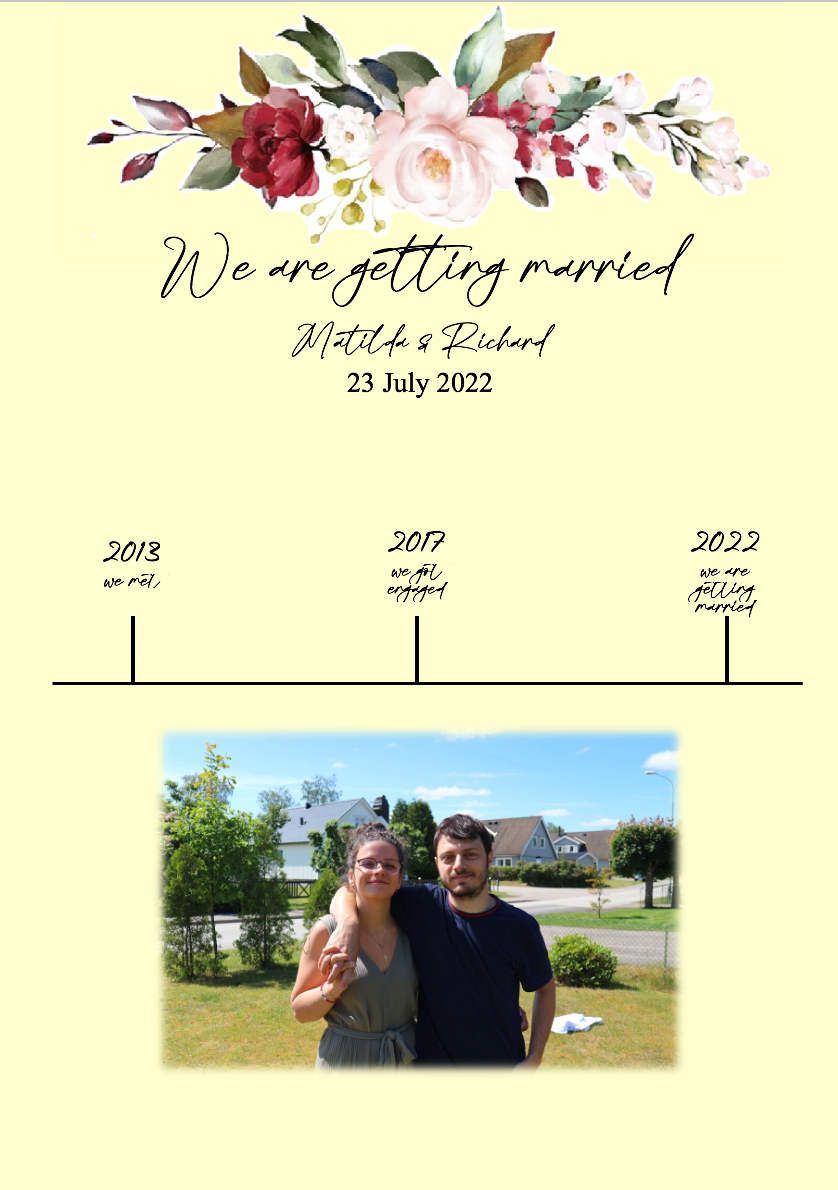 We are getting married
Matilda & Richard
23 July 2022
2013
we met
2017
we got
engaged
2022
we are
getting
married